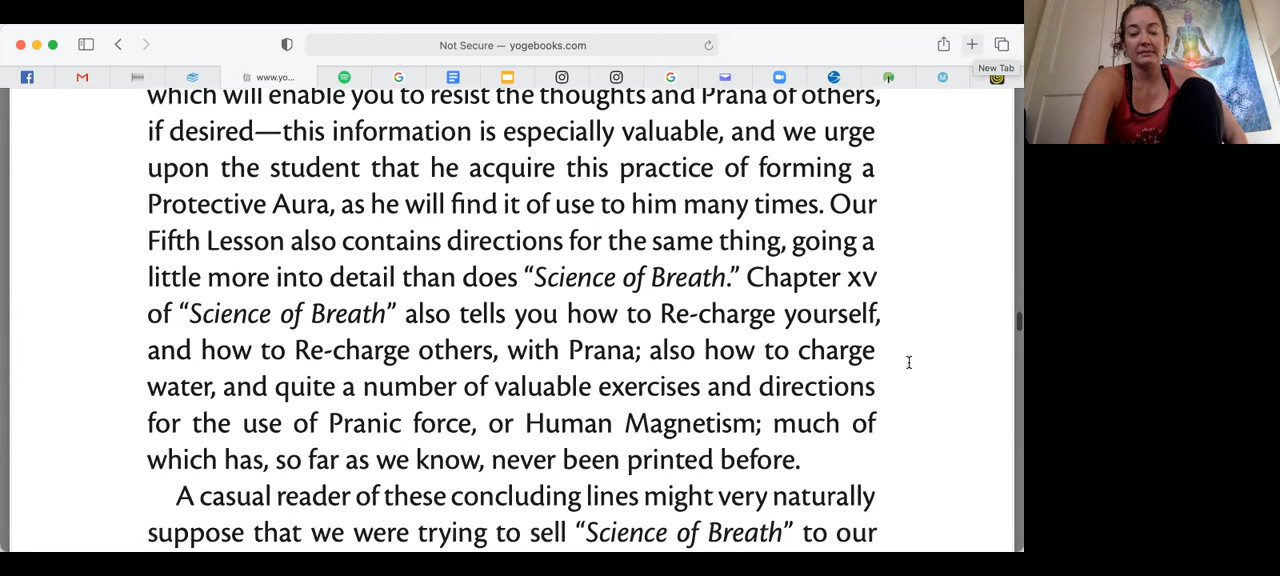 Not Secure — yogebooks.com
www.yo...
New Tab
which will enable you to resist the thoughts and Prana of others,
if desired—this information is especially valuable, and we urge
upon the student that he acquire this practice of forming a
Protective Aura, as he will find it of use to him many times. Our
Fifth Lesson also contains directions for the same thing, going a
little more into detail than does “Science of Breath.” Chapter xv
of “Science of Breath” also tells you how to Re-charge yourself,
and how to Re-charge others, with Prana; also how to charge
water, and quite a number of valuable exercises and directions
for the use of Pranic force, or Human Magnetism; much of
which has, so far as we know, never been printed before.
A casual reader of these concluding lines might very naturally
suppose that we were trying to sell “Science of Breath” to our